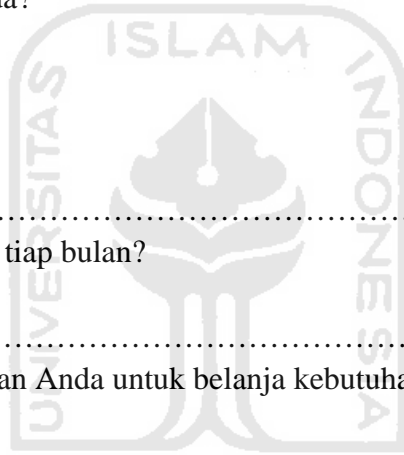 a?
ISLAM
UNIVERSITAS
INDONESIA
................................................
tiap bulan?
................................................
an Anda untuk belanja kebutuha